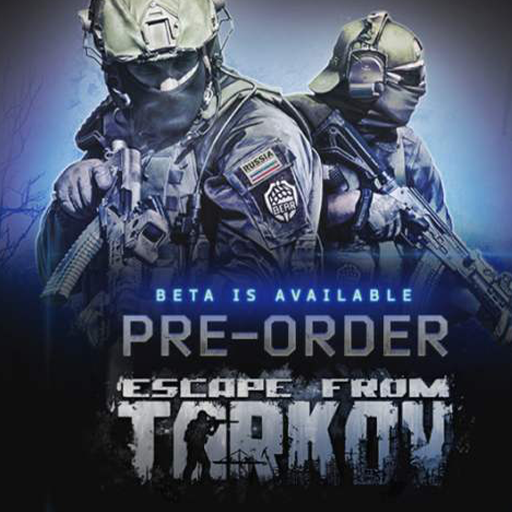 RUSSIA
BEAR
BETA IS AVAILABLE
PRE-ORDER
ESCAPE FROM
TARKOV